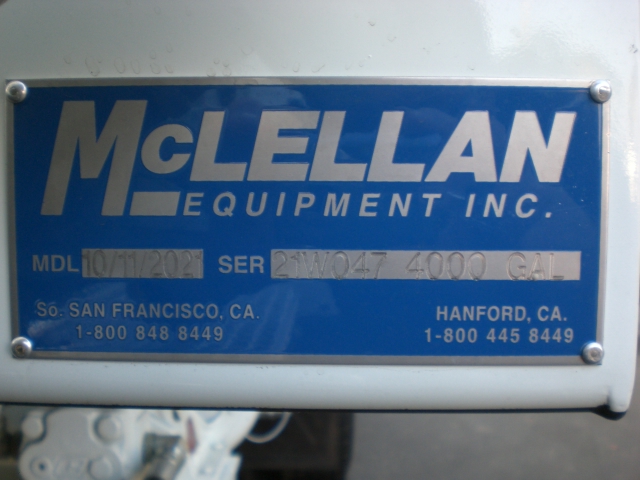 McLELLAN
EQUIPMENT INC.
MDL 10/11/2021 SER 21W047 4000 GAL
So. SAN FRANCISCO, CA. HANFORD, CA.
1-800 848 8449 1-800 445 8449